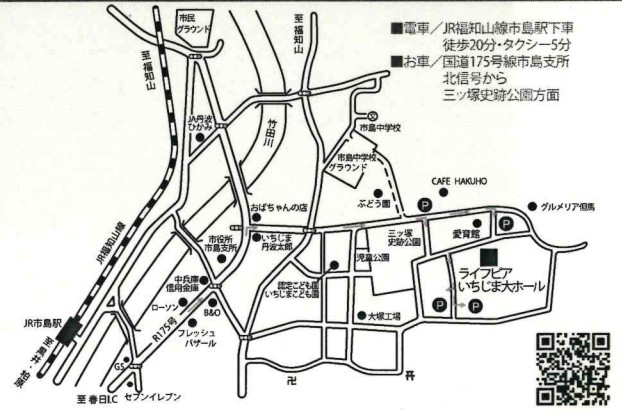 ■電車／JR福知山線市島駅下車
徒歩20分・タクシー5分
■お車／国道175号線市島支所
北信号から
三ッ塚史跡公園方面
市民
グラウンド
至福知山
至福知山
JA丹波
ひかみ
竹田川
市島中学校
市島中学校
グラウンド
JR福知山線
ぶどう園
CAFE HAKUHO
P
グルメリア但馬
おばちゃんの店
いちじま
丹波太郎
市役所
市島支所
児童公園
三ッ塚
史跡公園
愛育館
P
中兵庫
信用金庫
認定こども園
いちじまこども園
ライフピア
いちじま大ホール
ローソン
B&O
P
P
JR市島駅
R175号
フレッシュ
バザール
大塚工場
GS
セブンイレブン
至 春日I.C
卍